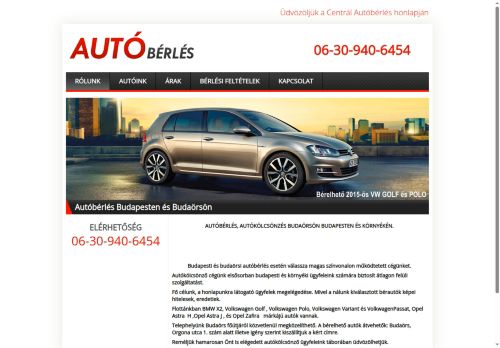 Üdvözöljük a Centrál Autóbérlés honlapján
AUTÓ BÉRLÉS
06-30-940-6454
RÓLUNK AUTÓINK ÁRAK BÉRLÉSI FELTÉTELEK KAPCSOLAT
Bérelhető 2015-ös VW GOLF és POLO
Autóbérlés Budapesten és Budaörsön
ELÉRHETŐSÉG
06-30-940-6454
AUTÓBÉRLÉS, AUTÓKÖLCSÖNZÉS BUDAÖRSÖN BUDAPESTEN ÉS KÖRNYÉKÉN.
Budapesti és budaörsi autóbérlés esetén válassza magas színvonalon működtetett cégünket.
Autókölcsönző cégünk elsősorban budapesti és környéki ügyfeleink számára biztosít átlagon felüli
szolgáltatást.
Fő célunk, a honlapunkra látogató ügyfelek megelégedése. Mivel a nálunk kiválasztott bérautók képei
hitelesek, eredetiek.
Flottánkban BMW X2, Volkswagen Golf , Volkswagen Polo, Volkswagen Variant és VolkwagenPassat, Opel
Astra H ,Opel Astra J , és Opel Zafira márkájú autók vannak.
Telephelyünk Budaörs főútjáról közvetlenül megközelíthető. A bérelhető autók átvehetők: Budaörs,
Orgona utca 1. szám alatt illetve igény szerint kiszállítjuk a kért címre.
Reméljük hamarosan Önt is elégedett autókölcsönző ügyfeleink táborában üdvözölhetjük.